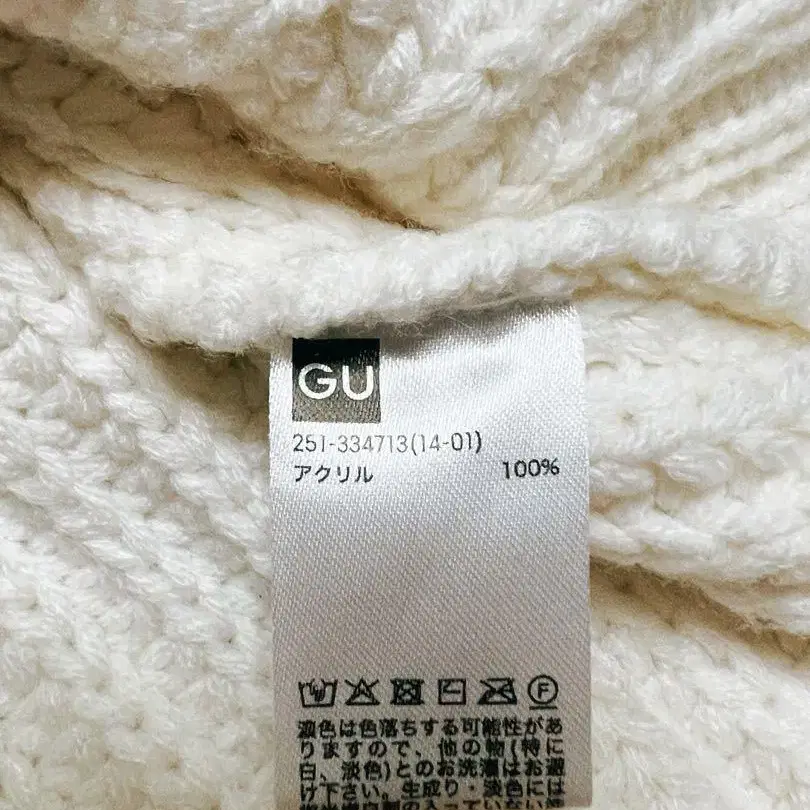 GU
251-334713(14-01)
アクリル 100%
F
濃色は色落ちする可能性があ
りますので、他の物(特に
白、淡色)とのお洗濯はお避
け下さい。生成り・淡色には